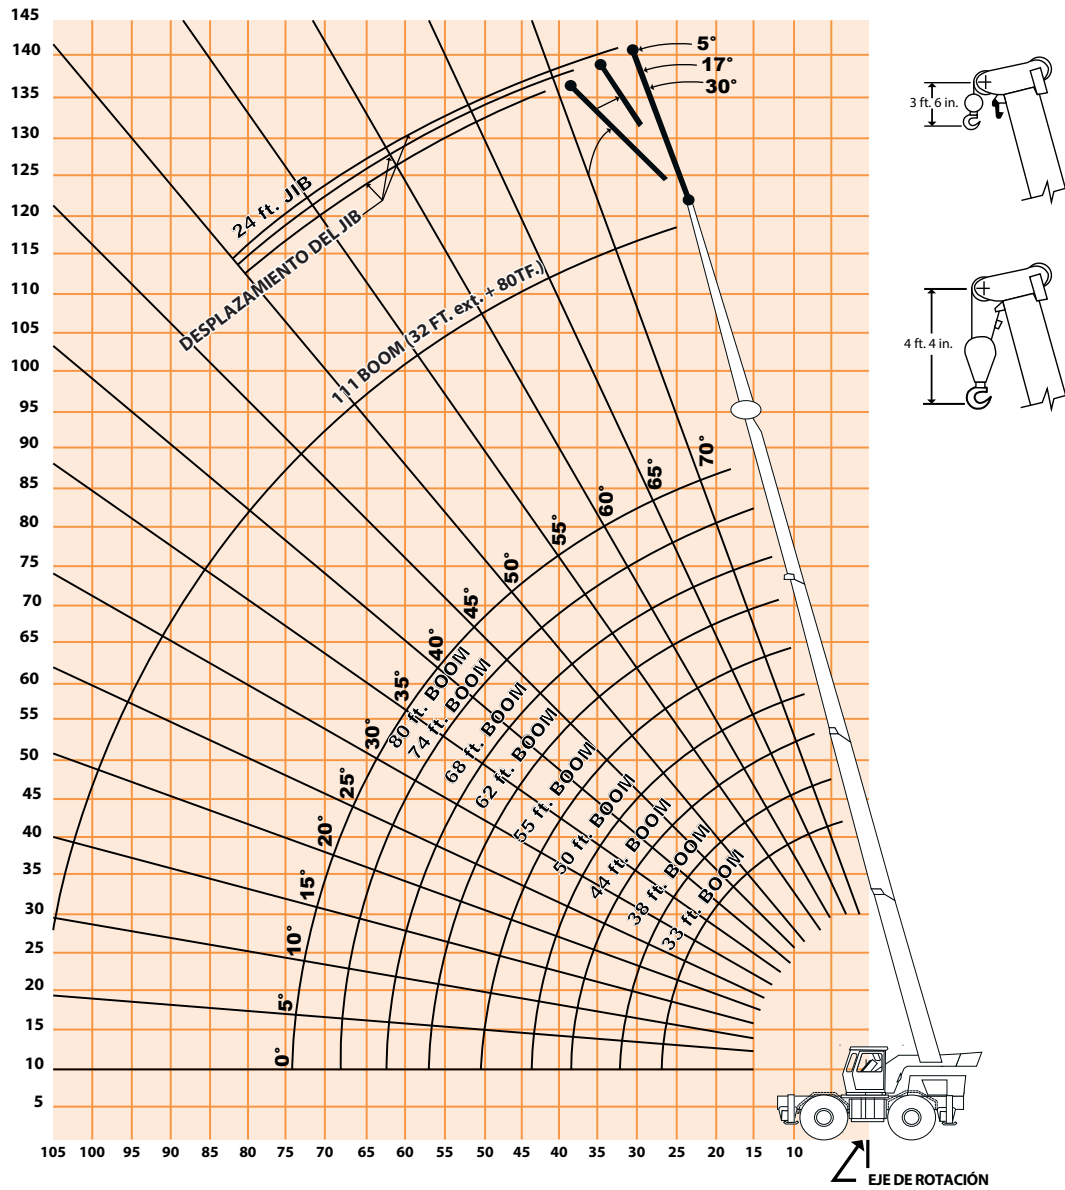 145
140
135
130
125
120
115
110
105
100
95
90
85
80
75
70
65
60
55
50
45
40
35
30
25
20
15
10
5
105 100 95 90 85 80 75 70 65 60 55 50 45 40 35 30 25 20 15 10
5°
17°
30°
24 ft. JIB
DESPLAZAMIENTO DEL JIB
111 BOOM (32 FT. ext. + 80TF.)
70°
65°
60°
55°
50°
45°
40°
35°
30°
25°
20°
15°
10°
5°
0°
80 ft. BOOM
74 ft. BOOM
68 ft. BOOM
62 ft. BOOM
55 ft. BOOM
50 ft. BOOM
44 ft. BOOM
38 ft. BOOM
33 ft. BOOM
3 ft. 6 in.
4 ft. 4 in.
EJE DE ROTACIÓN